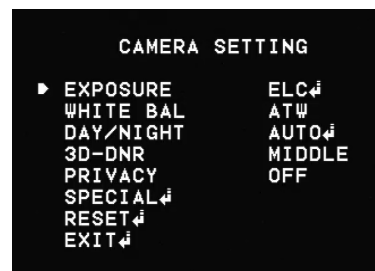 CAMERA SETTING
EXPOSURE ELC↲
WHITE BAL ATW
DAY/NIGHT AUTO↲
3D-DNR MIDDLE
PRIVACY OFF
SPECIAL↲
RESET↲
EXIT↲